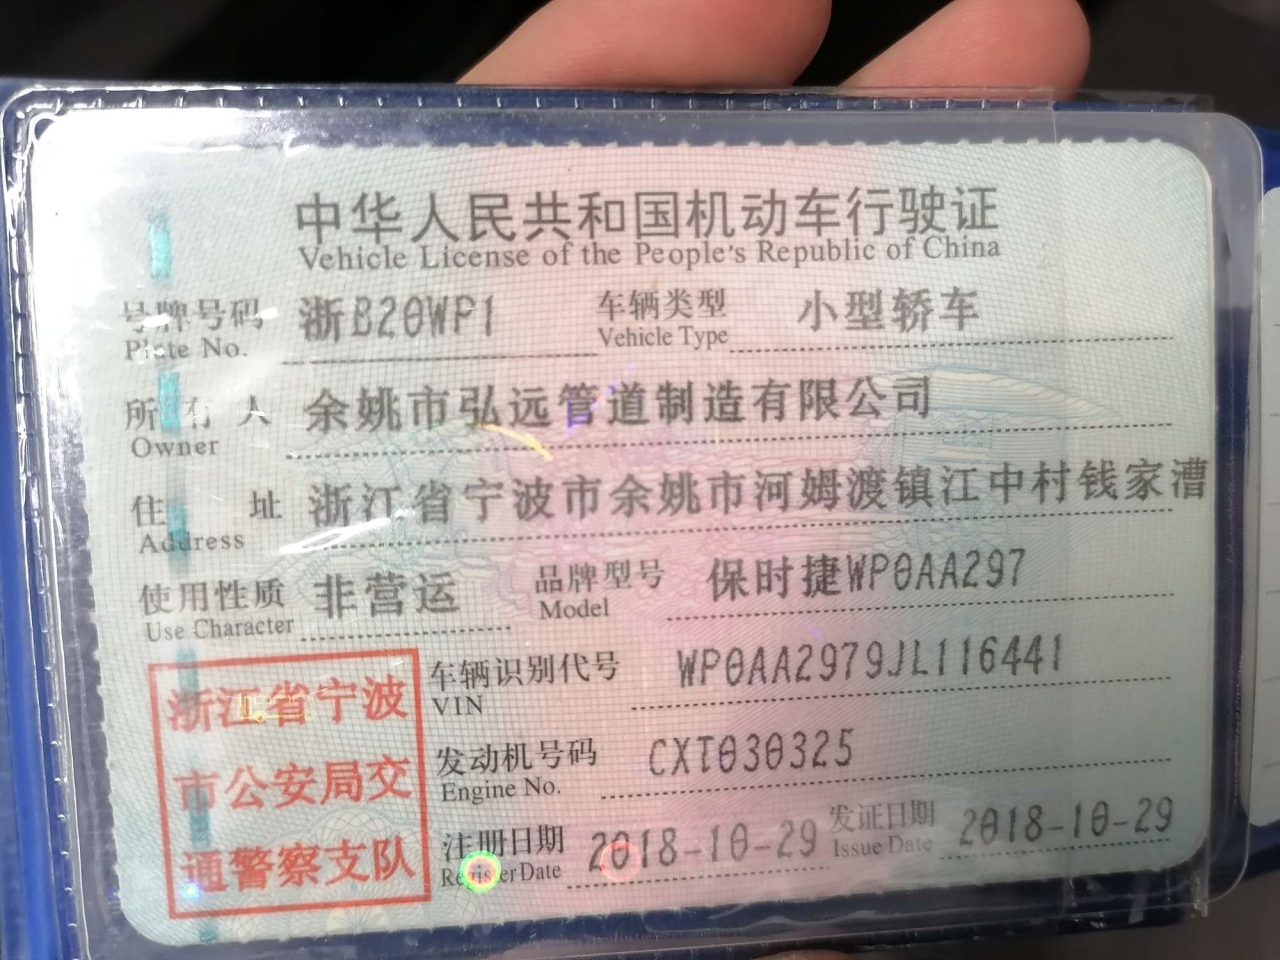 中华人民共和国机动车行驶证
Vehicle License of the People's Republic of China
号牌号码 浙B20WP1 车辆类型 小型轿车
Plate No. Vehicle Type
所有人 余姚市弘远管道制造有限公司
Owner
住址 浙江省宁波市余姚市河姆渡镇江中村钱家漕
Address
使用性质 非营运 品牌型号 保时捷WP0AA297
Use Character Model
车辆识别代号 WP0AA2979JL116441
VIN
发动机号码 CXT030325
Engine No.
注册日期 2018-10-29 发证日期 2018-10-29
Register Date Issue Date
浙江省宁波
市公安局交
通警察支队